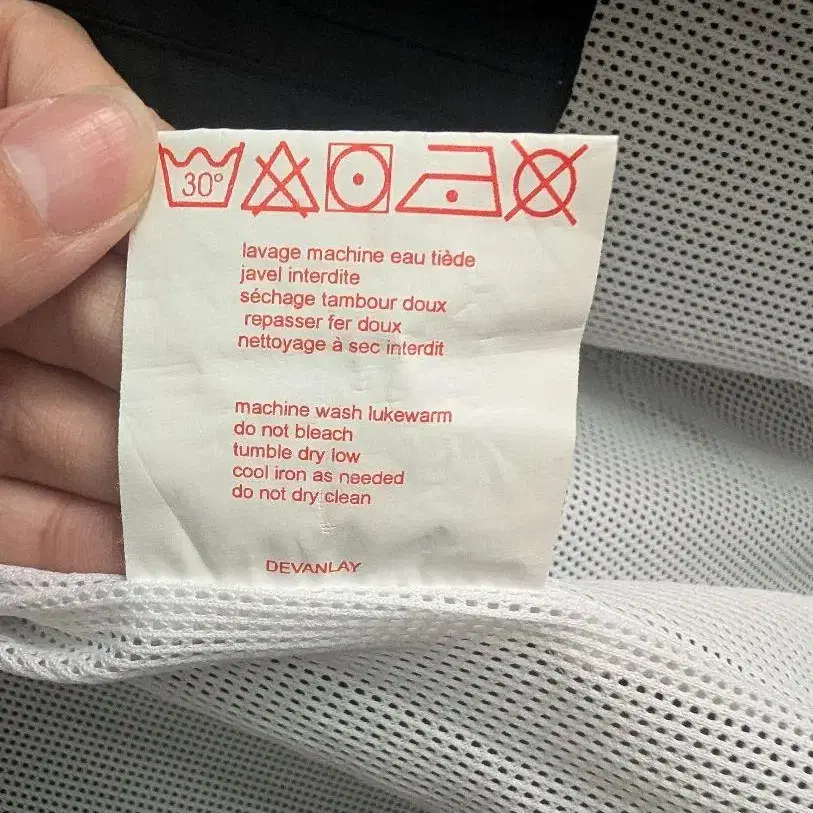 30°
lavage machine eau tiède
javel interdite
séchage tambour doux
repasser fer doux
nettoyage à sec interdit
machine wash lukewarm
do not bleach
tumble dry low
cool iron as needed
do not dry clean
DEVANLAY